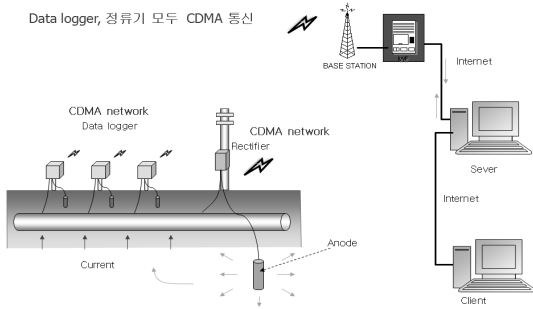 Data logger, 정류기 모두 CDMA 통신
BASE STATION
Internet
CDMA network
Data logger
CDMA network
Rectifier
Sever
Internet
Anode
Current
Client